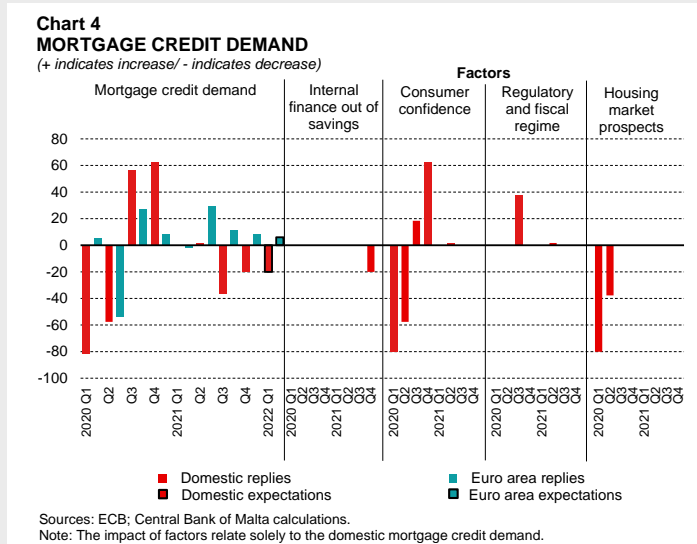 Chart 4
MORTGAGE CREDIT DEMAND
(+ indicates increase/ - indicates decrease)
Factors
Mortgage credit demand
Internal
finance out of
savings
Consumer
confidence
Regulatory
and fiscal
regime
Housing
market
prospects
80
60
40
20
0
-20
-40
-60
-80
-100
2020 Q1
Q2
Q3
Q4
2021 Q1
Q2
Q3
Q4
2022 Q1
2020 Q1
Q2
Q3
Q4
2021 Q1
Q2
Q3
Q4
2020 Q1
Q2
Q3
Q4
2021 Q1
Q2
Q3
Q4
2020 Q1
Q2
Q3
Q4
2021 Q1
Q2
Q3
Q4
2020 Q1
Q2
Q3
Q4
2021 Q1
Q2
Q3
Q4
Domestic replies
Euro area replies
Domestic expectations
Euro area expectations
Sources: ECB; Central Bank of Malta calculations.
Note: The impact of factors relate solely to the domestic mortgage credit demand.